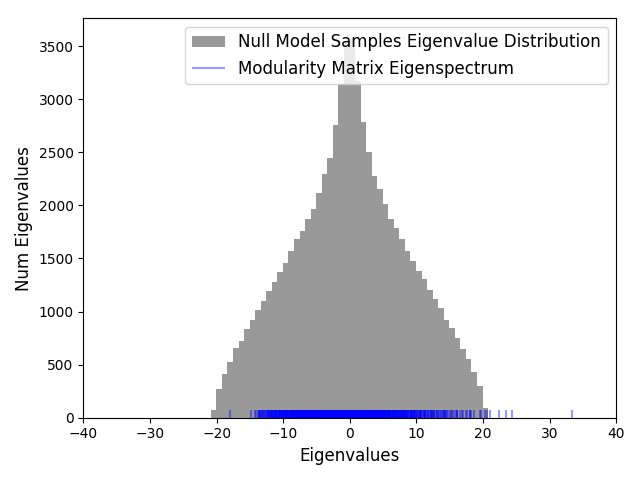 Null Model Samples Eigenvalue Distribution
Modularity Matrix Eigenspectrum
Num Eigenvalues
3500
3000
2500
2000
1500
1000
500
0
−40 −30 −20 −10 0 10 20 30 40
Eigenvalues